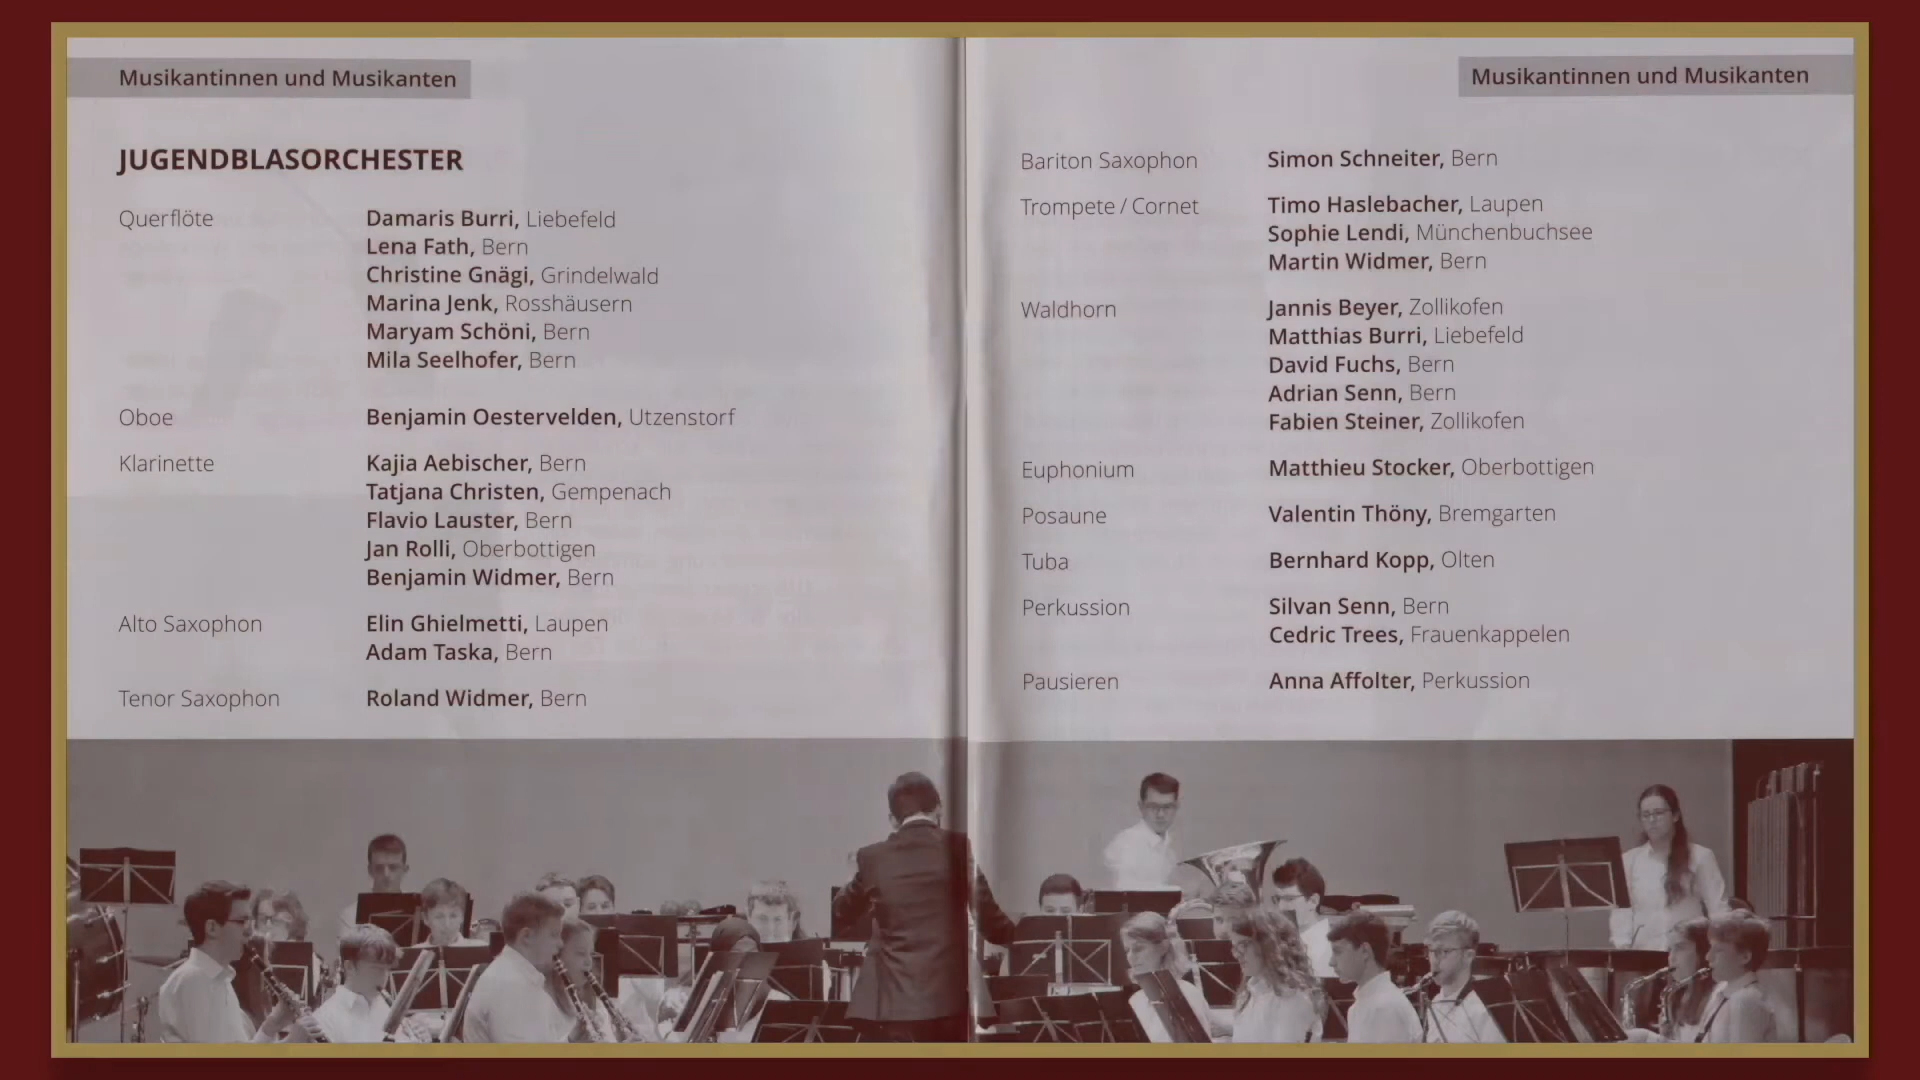 Musikantinnen und Musikanten
JUGENDBLASORCHESTER
Querflöte Damaris Burri, Liebefeld
Lena Fath, Bern
Christine Gnägi, Grindelwald
Marina Jenk, Rosshäusern
Maryam Schöni, Bern
Mila Seelhofer, Bern
Oboe Benjamin Oestervelden, Utzenstorf
Klarinette Kajia Aebischer, Bern
Tatjana Christen, Gempenach
Flavio Lauster, Bern
Jan Rolli, Oberbottigen
Benjamin Widmer, Bern
Alto Saxophon Elin Ghielmetti, Laupen
Adam Taska, Bern
Tenor Saxophon Roland Widmer, Bern
Musikantinnen und Musikanten
Bariton Saxophon Simon Schneiter, Bern
Trompete / Cornet Timo Haslebacher, Laupen
Sophie Lendi, Münchenbuchsee
Martin Widmer, Bern
Waldhorn Jannis Beyer, Zollikofen
Matthias Burri, Liebefeld
David Fuchs, Bern
Adrian Senn, Bern
Fabien Steiner, Zollikofen
Euphonium Matthieu Stocker, Oberbottigen
Posaune Valentin Thöny, Bremgarten
Tuba Bernhard Kopp, Olten
Perkussion Silvan Senn, Bern
Cedric Trees, Frauenkappelen
Pausieren Anna Affolter, Perkussion